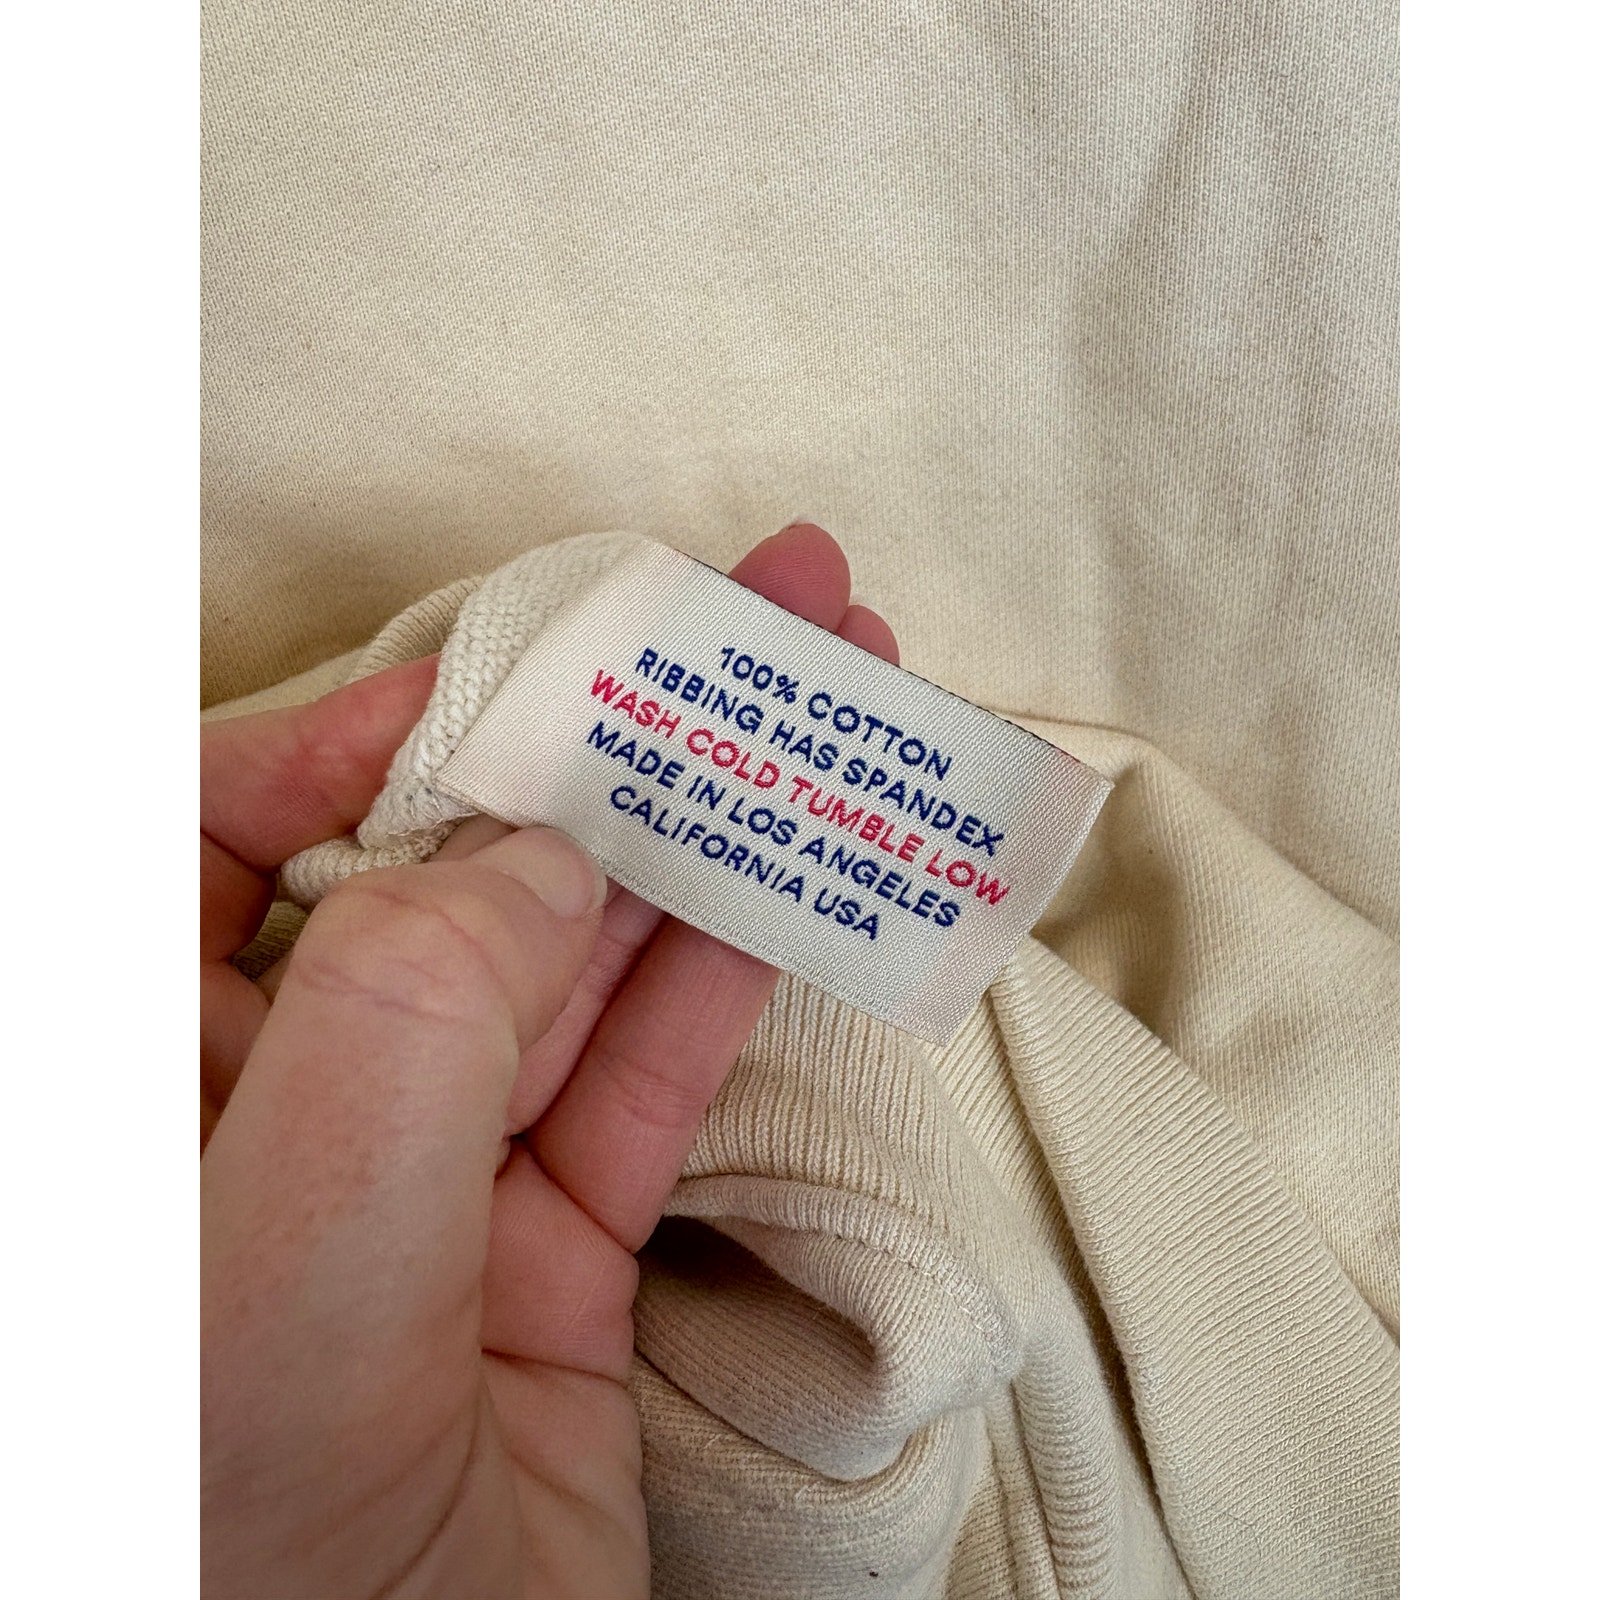 100% COTTON
RIBBING HAS SPANDEX
WASH COLD TUMBLE LOW
MADE IN LOS ANGELES
CALIFORNIA USA